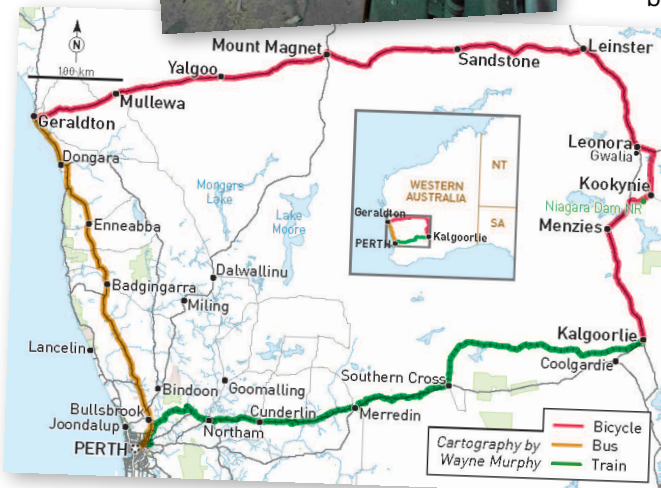 b
N
100 km
Mount Magnet
Leinster
Sandstone
Yalgoo
Mullewa
Geraldton
Dongara
Leonora
Gwalia
Kookynie
Niagara Dam NR
Menzies
Mongers
Lake
Lake
Moore
NT
WESTERN
AUSTRALIA
SA
Geraldton
Kalgoorlie
PERTH
Enneabba
Dalwallinu
Badgingarra
Miling
Kalgoorlie
Coolgardie
Lancelin
Southern Cross
Bindoon
Goomalling
Bullsbrook
Cunderlin
Merredin
Joondalup
Northam
PERTH
Cartography by
Wayne Murphy
Bicycle
Bus
Train